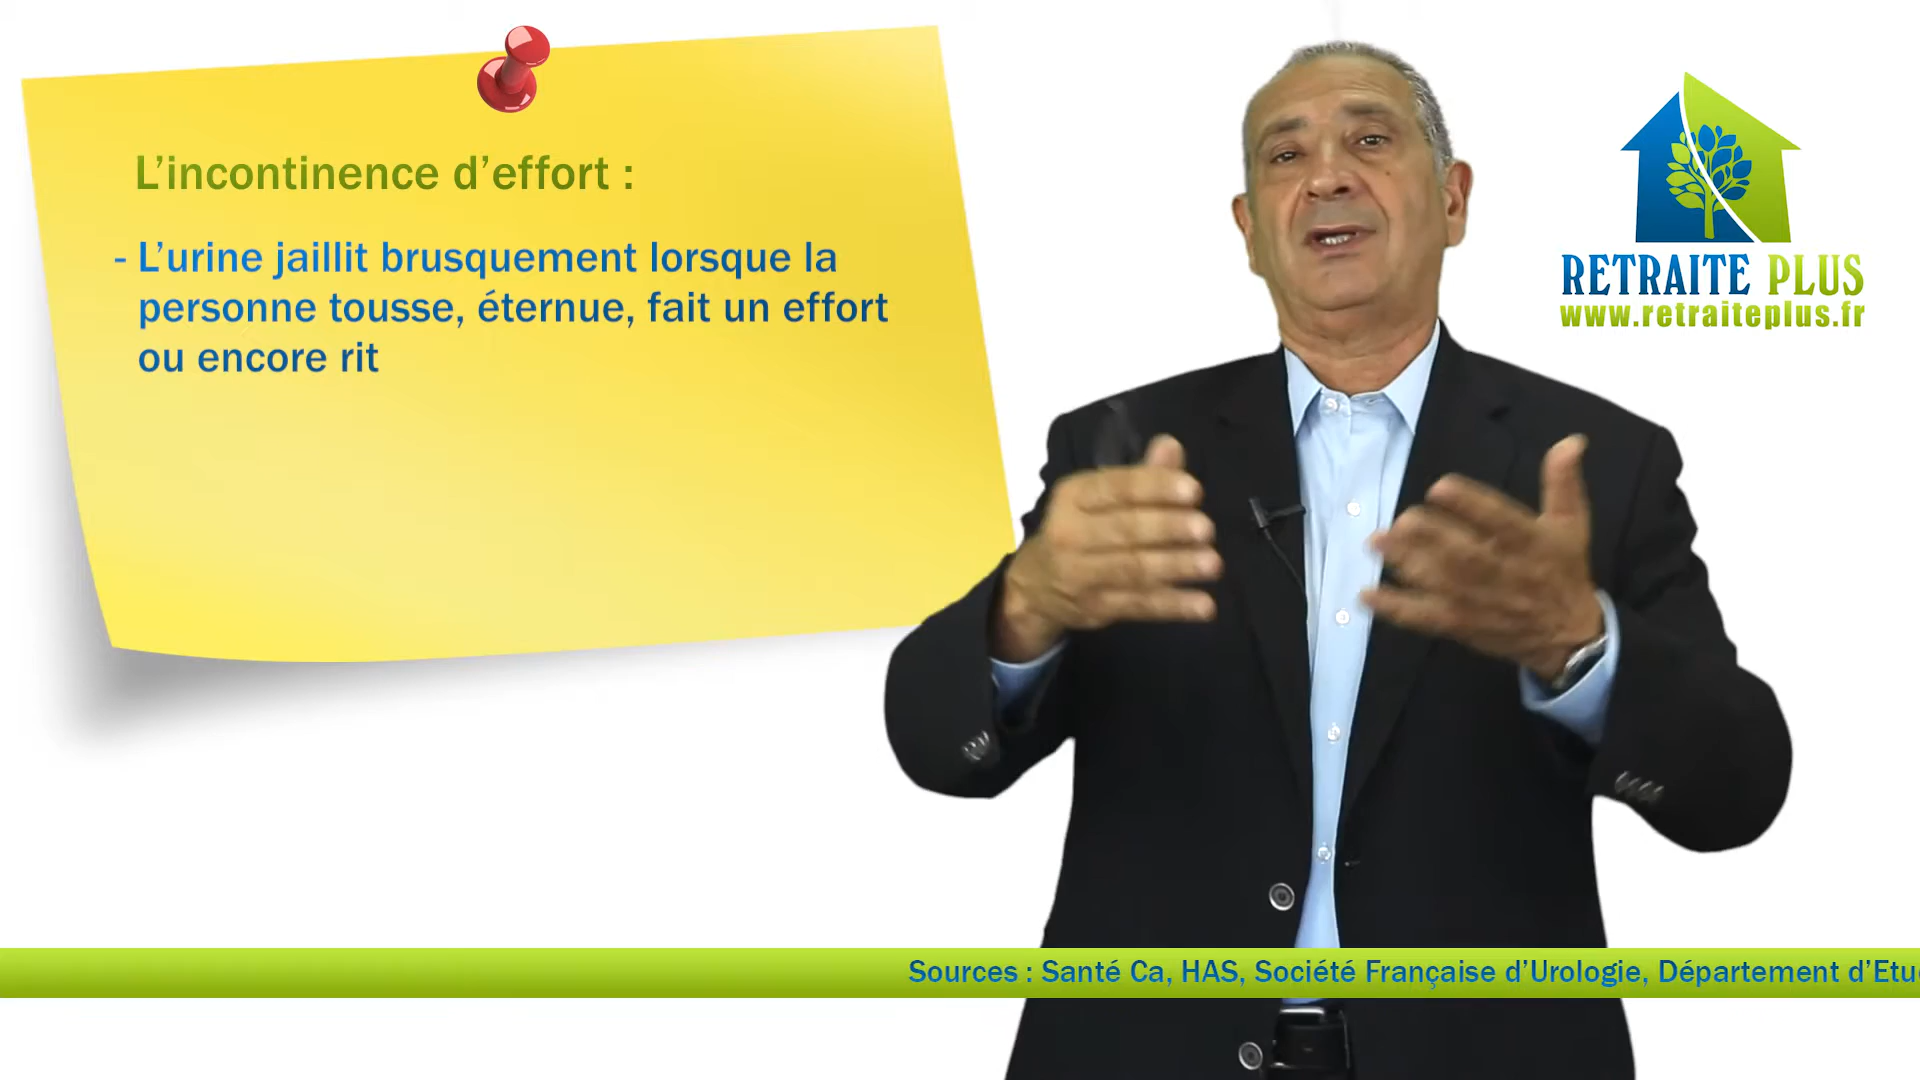 L’incontinence d’effort :
- L’urine jaillit brusquement lorsque la
personne tousse, éternue, fait un effort
ou encore rit
RETRAITE PLUS
www.retraiteplus.fr
Sources : Santé Ca, HAS, Société Française d’Urologie, Département d’Etu